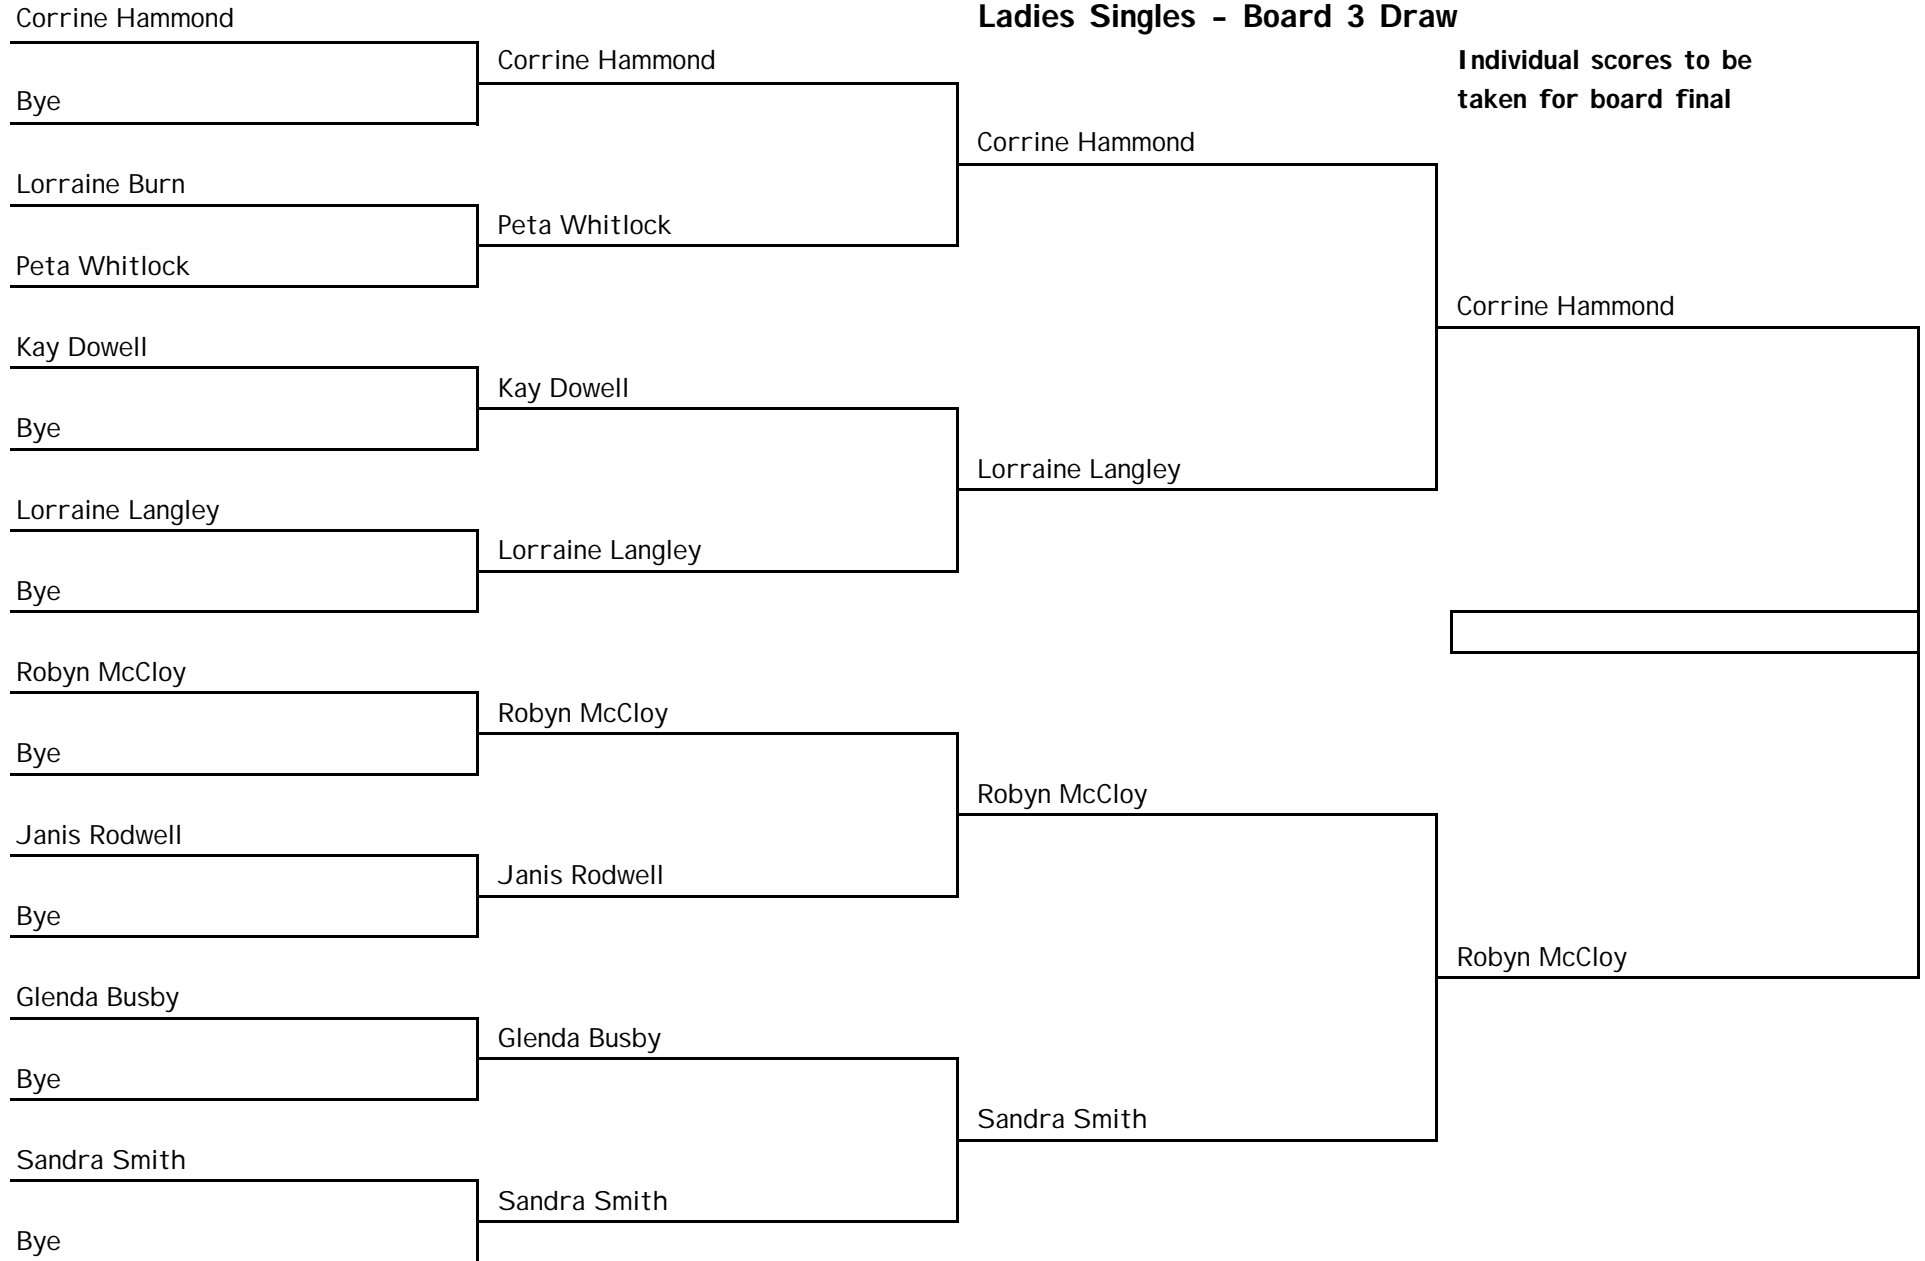 Ladies Singles – Board 3 Draw
Individual scores to be
taken for board final
Corrine Hammond
Bye
Lorraine Burn
Peta Whitlock
Kay Dowell
Bye
Lorraine Langley
Bye
Robyn McCloy
Bye
Janis Rodwell
Bye
Glenda Busby
Bye
Sandra Smith
Bye
Corrine Hammond
Peta Whitlock
Kay Dowell
Lorraine Langley
Robyn McCloy
Janis Rodwell
Glenda Busby
Sandra Smith
Corrine Hammond
Lorraine Langley
Robyn McCloy
Sandra Smith
Corrine Hammond
Robyn McCloy